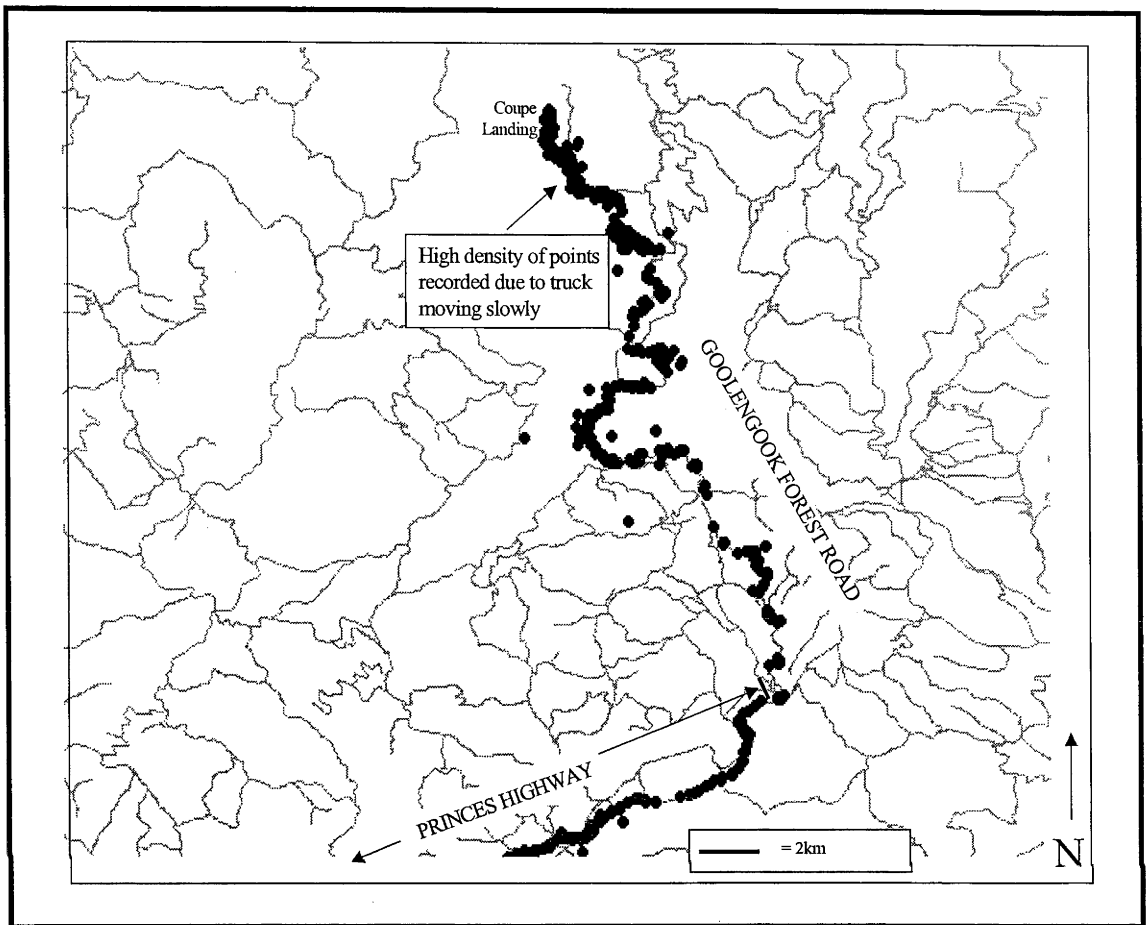 Coupe
Landing
High density of points
recorded due to truck
moving slowly
GOOLENGOOK FOREST ROAD
PRINCES HIGHWAY
= 2km
N